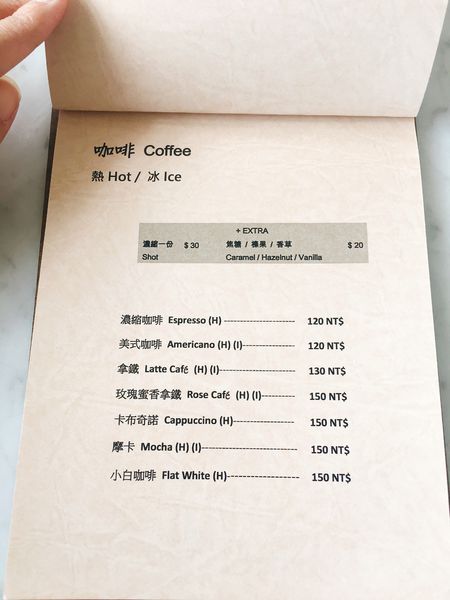 咖啡 Coffee
熱 Hot / 冰 Ice
+ EXTRA
濃縮一份 $ 30 焦糖 / 榛果 / 香草 $ 20
Shot Caramel / Hazelnut / Vanilla
濃縮咖啡 Espresso (H) ---------------------- 120 NT$
美式咖啡 Americano (H) (I)---------------- 120 NT$
拿鐵 Latte Café (H) (I)---------------------- 130 NT$
玫瑰蜜香拿鐵 Rose Café (H) (I)---------- 150 NT$
卡布奇諾 Cappuccino (H)------------------- 150 NT$
摩卡 Mocha (H) (I)---------------------------- 150 NT$
小白咖啡 Flat White (H)------------------ 150 NT$